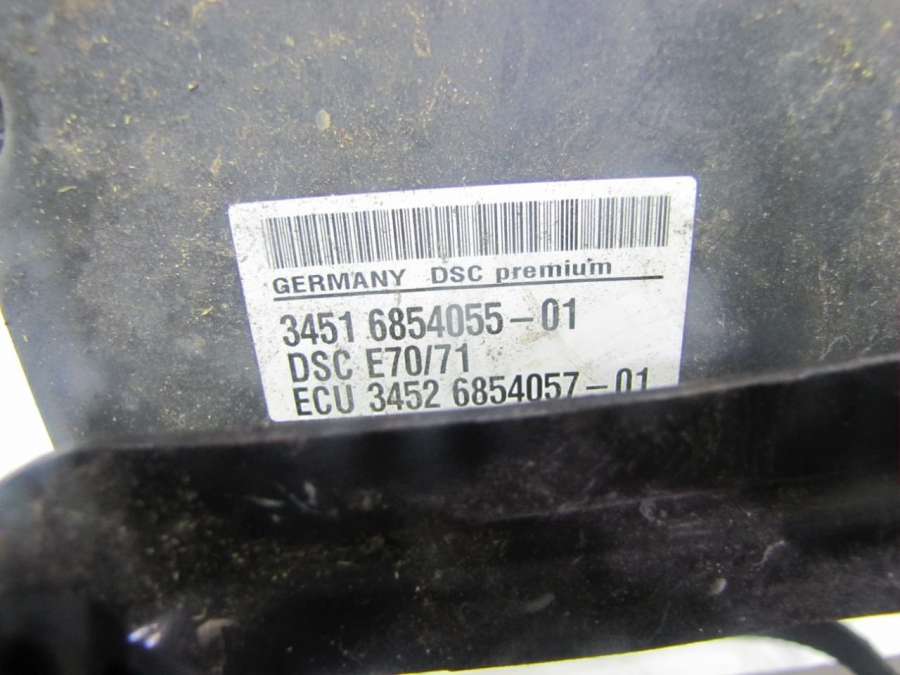 GERMANY DSC premium
3451 6854055-01
DSC E70/71
ECU 3452 6854057-01